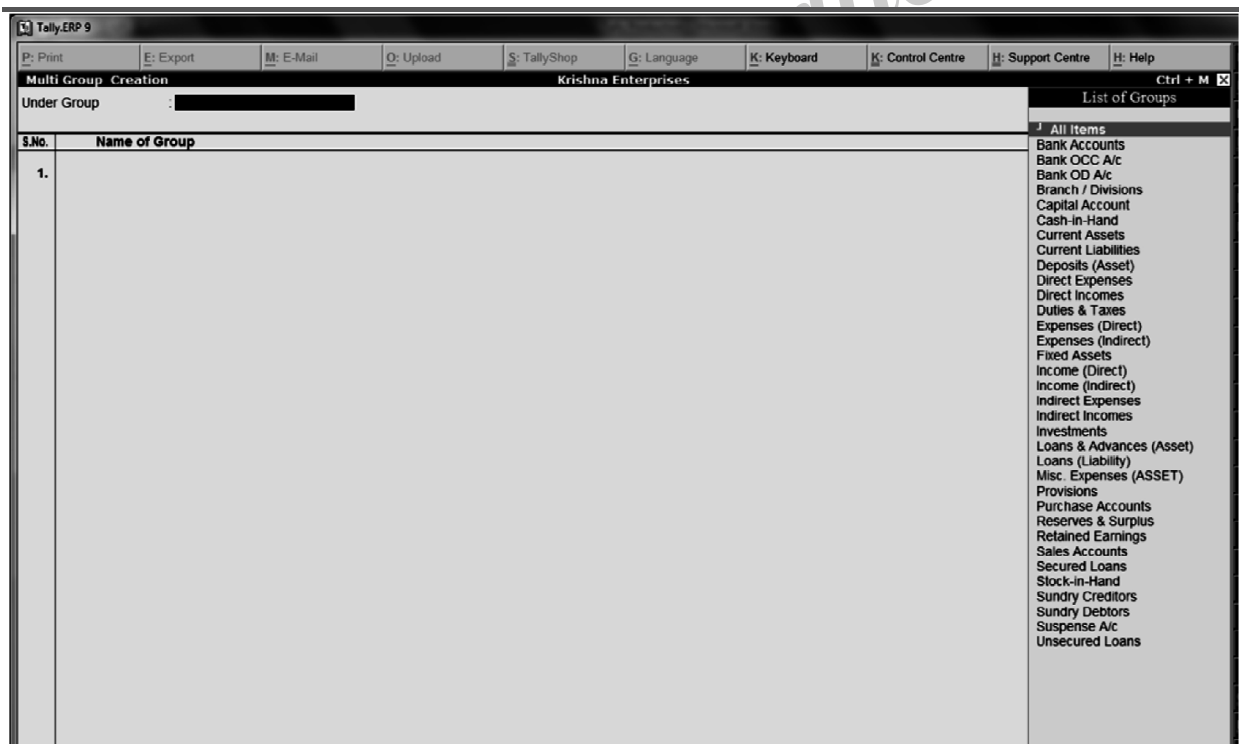 Tally.ERP 9
P: Print E: Export M: E-Mail O: Upload S: TallyShop G: Language K: Keyboard K: Control Centre H: Support Centre H: Help
Multi Group Creation Krishna Enterprises Ctrl + M X
Under Group :
List of Groups
┘ All Items
S.No. Name of Group
1.
Bank Accounts
Bank OCC A/c
Bank OD A/c
Branch / Divisions
Capital Account
Cash-in-Hand
Current Assets
Current Liabilities
Deposits (Asset)
Direct Expenses
Direct Incomes
Duties & Taxes
Expenses (Direct)
Expenses (Indirect)
Fixed Assets
Income (Direct)
Income (Indirect)
Indirect Expenses
Indirect Incomes
Investments
Loans & Advances (Asset)
Loans (Liability)
Misc. Expenses (ASSET)
Provisions
Purchase Accounts
Reserves & Surplus
Retained Earnings
Sales Accounts
Secured Loans
Stock-in-Hand
Sundry Creditors
Sundry Debtors
Suspense A/c
Unsecured Loans